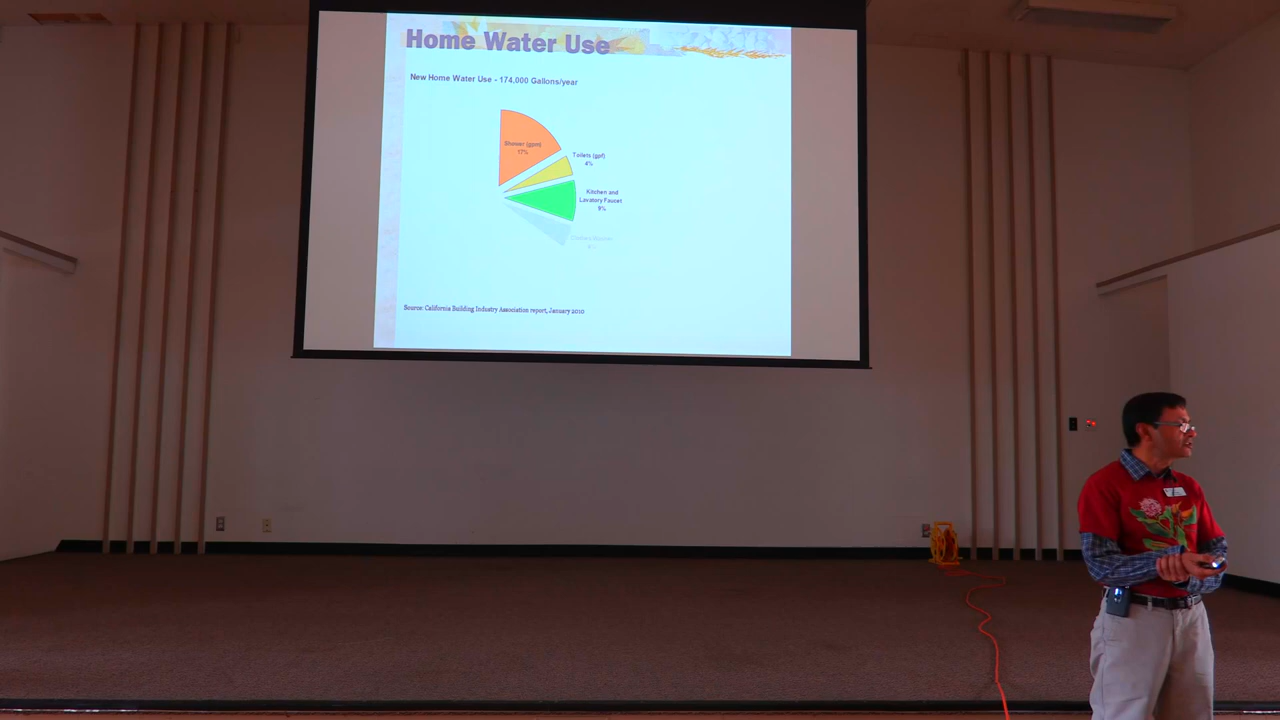 Home Water Use
New Home Water Use - 174,000 Gallons/year
Shower (gpm)
17%
Toilets (gpf)
4%
Kitchen and
Lavatory Faucet
9%
Source: California Building Industry Association report, January 2010